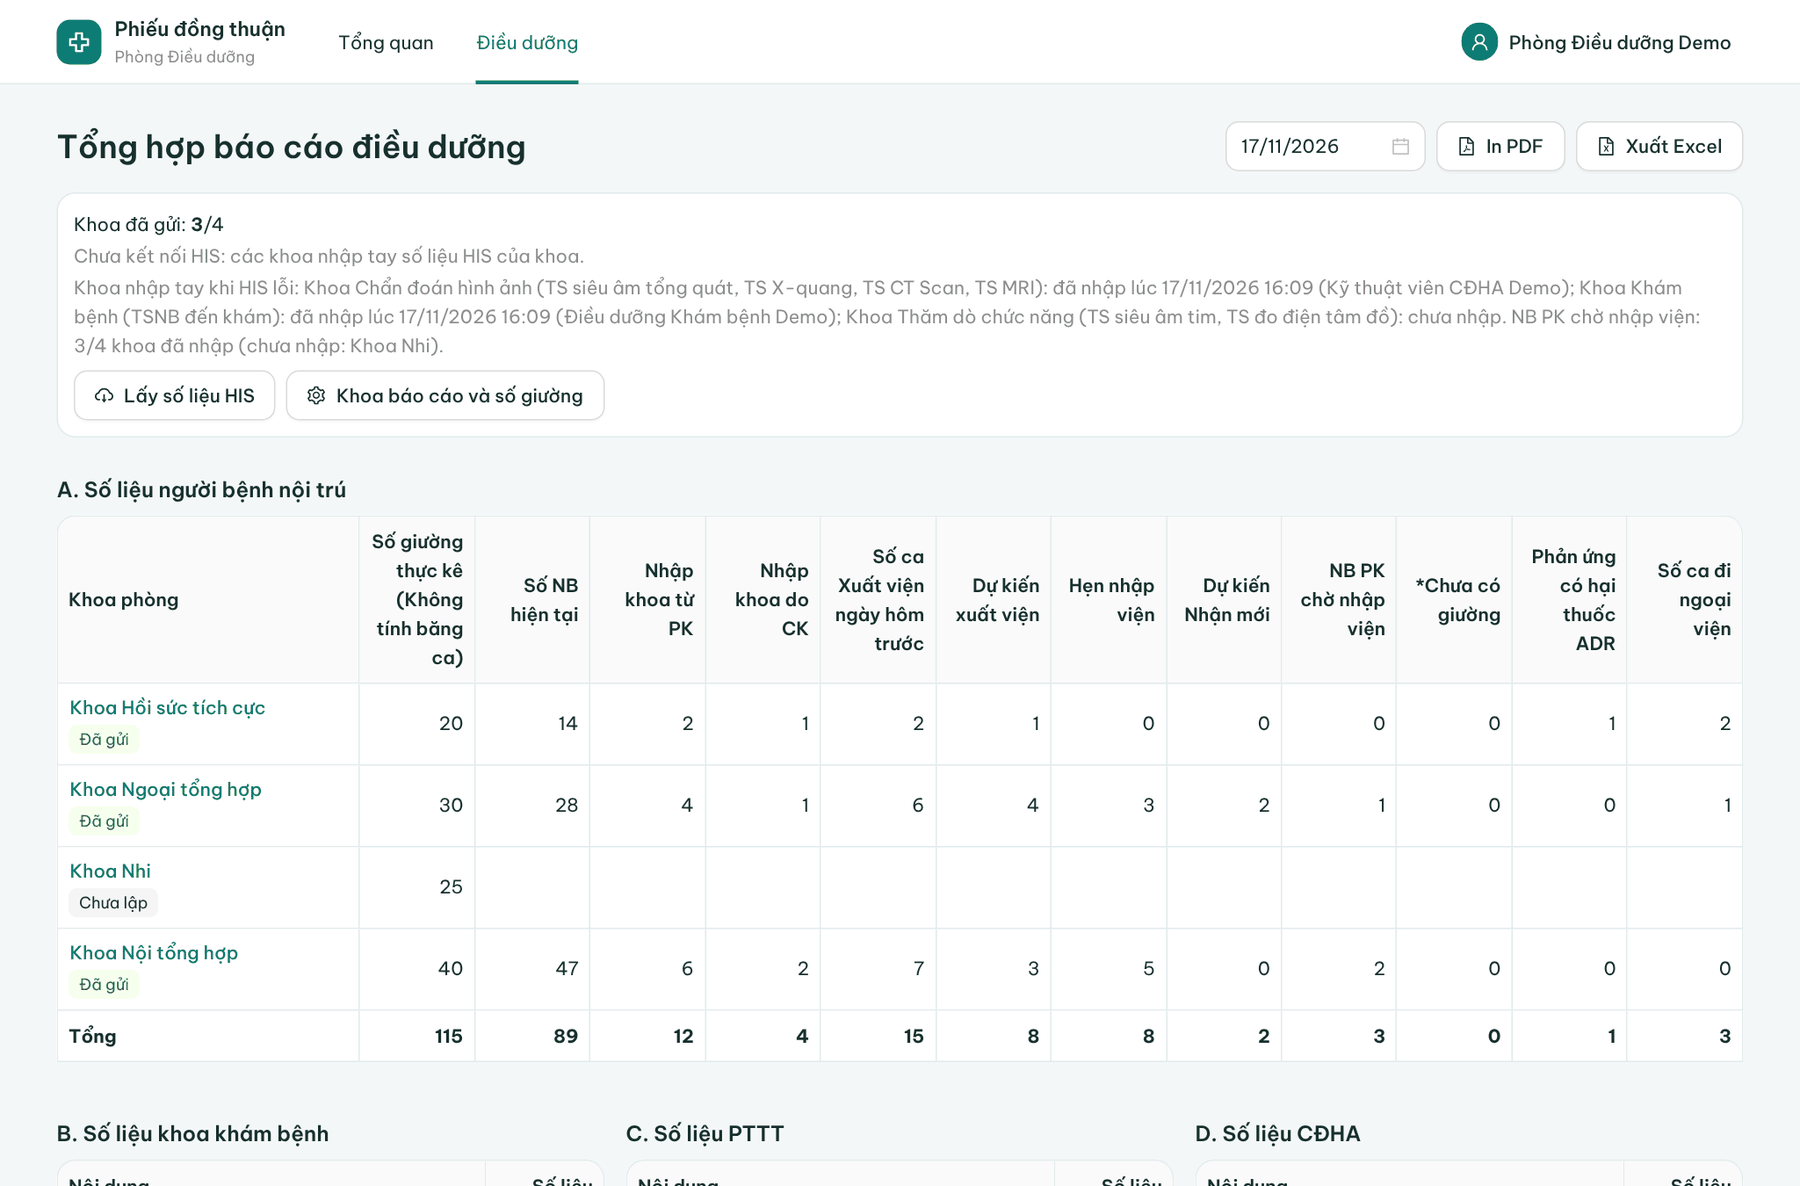 Phiếu đồng thuận
Phòng Điều dưỡng
Tổng quan
Điều dưỡng
Phòng Điều dưỡng Demo
Tổng hợp báo cáo điều dưỡng
17/11/2026
In PDF
Xuất Excel
Khoa đã gửi: 3/4
Chưa kết nối HIS: các khoa nhập tay số liệu HIS của khoa.
Khoa nhập tay khi HIS lỗi: Khoa Chẩn đoán hình ảnh (TS siêu âm tổng quát, TS X-quang, TS CT Scan, TS MRI): đã nhập lúc 17/11/2026 16:09 (Kỹ thuật viên CĐHA Demo); Khoa Khám
bệnh (TSNB đến khám): đã nhập lúc 17/11/2026 16:09 (Điều dưỡng Khám bệnh Demo); Khoa Thăm dò chức năng (TS siêu âm tim, TS đo điện tâm đồ): chưa nhập. NB PK chờ nhập viện:
3/4 khoa đã nhập (chưa nhập: Khoa Nhi).
Lấy số liệu HIS
Khoa báo cáo và số giường
A. Số liệu người bệnh nội trú
Khoa phòng
Số giường
thực kê
(Không
tính băng
ca)
Số NB
hiện tại
Nhập
khoa từ
PK
Nhập
khoa do
CK
Số ca
Xuất viện
ngày hôm
trước
Dự kiến
xuất viện
Hẹn nhập
viện
Dự kiến
Nhận mới
NB PK
chờ nhập
viện
*Chưa có
giường
Phản ứng
có hại
thuốc
ADR
Số ca đi
ngoại
viện
Khoa Hồi sức tích cực
Đã gửi
20 14 2 1 2 1 0 0 0 0 1 2
Khoa Ngoại tổng hợp
Đã gửi
30 28 4 1 6 4 3 2 1 0 0 1
Khoa Nhi
Chưa lập
25
Khoa Nội tổng hợp
Đã gửi
40 47 6 2 7 3 5 0 2 0 0 0
Tổng 115 89 12 4 15 8 8 2 3 0 1 3
B. Số liệu khoa khám bệnh
C. Số liệu PTTT
D. Số liệu CĐHA
Nội dung Số liệu
Nội dung Số liệu
Nội dung Số liệu